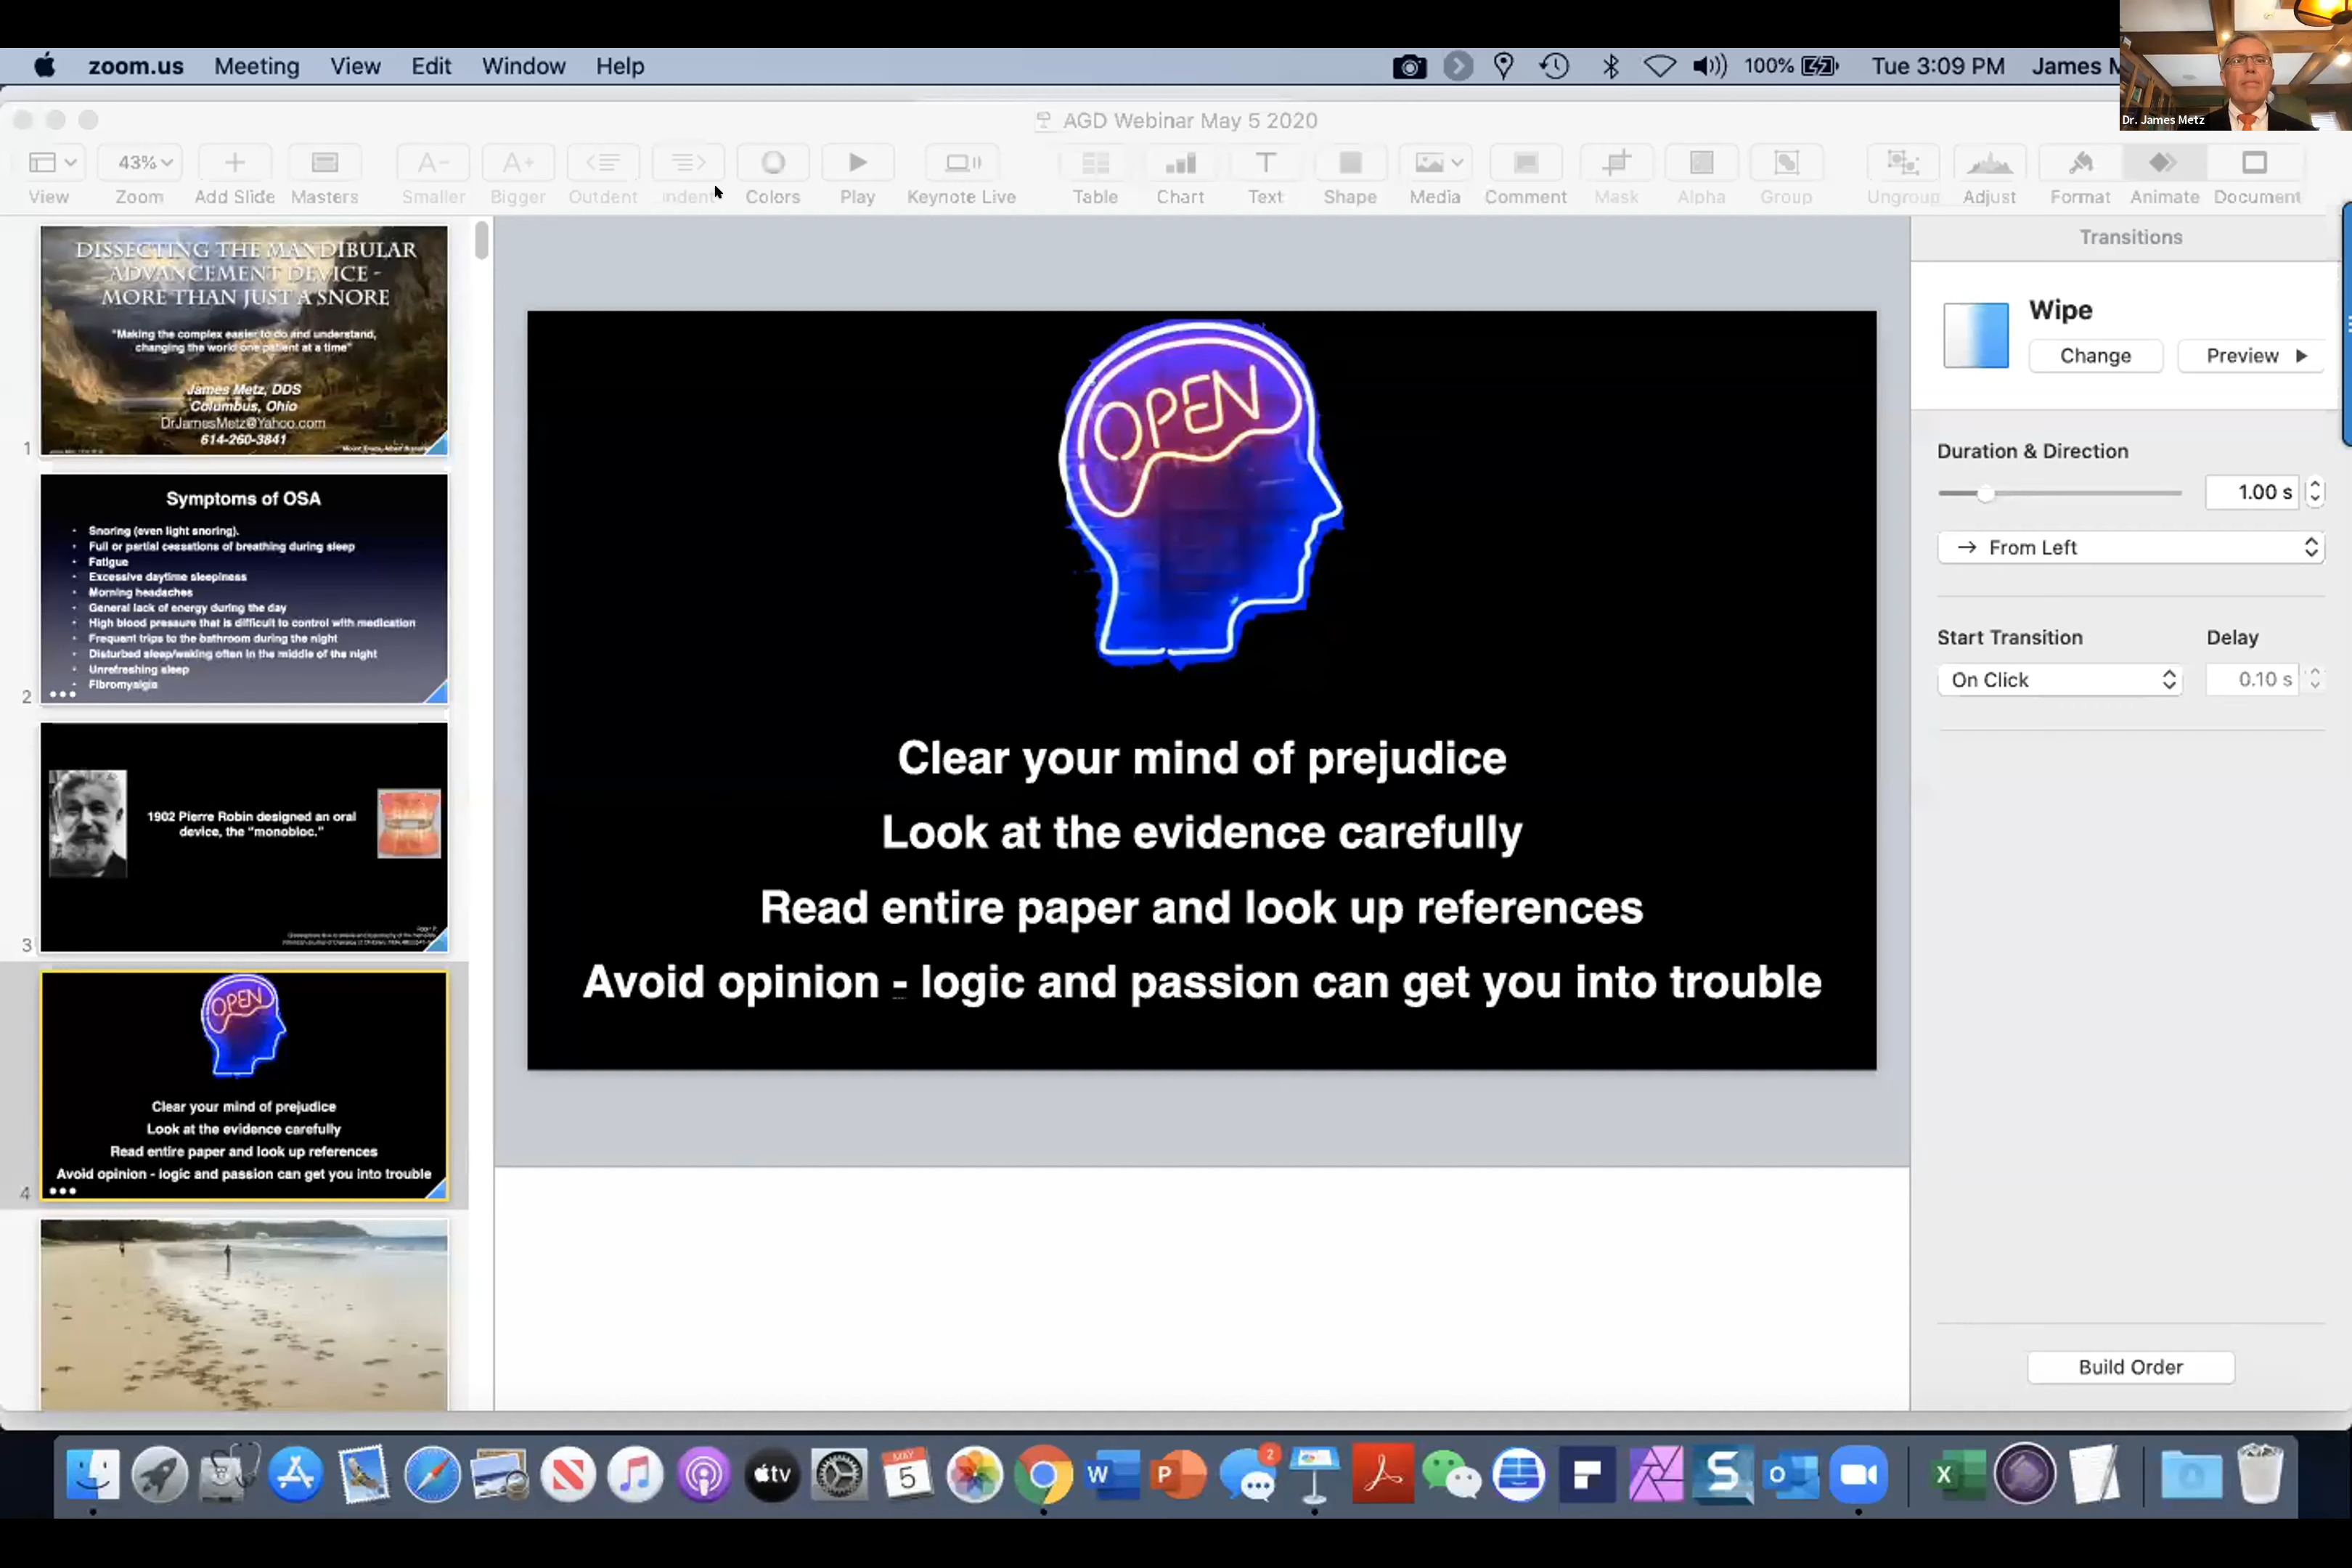 zoom.us Meeting View Edit Window Help 100% Tue 3:09 PM James M
Dr. James Metz
AGD Webinar May 5 2020
43%
View Zoom Add Slide Masters Smaller Bigger Outdent Indent Colors Play Keynote Live Table Chart Text Shape Media Comment Mask Alpha Group Ungroup Adjust Format Animate Document
DISSECTING THE MANDIBULAR
ADVANCEMENT DEVICE -
MORE THAN JUST A SNORE
"Making the complex easier to do and understand,
changing the world one patient at a time"
James Metz, DDS
Columbus, Ohio
DrJamesMetz@Yahoo.com
614-260-3841
1
Symptoms of OSA
• Snoring (even light snoring).
• Full or partial cessations of breathing during sleep
• Fatigue
• Excessive daytime sleepiness
• Morning headaches
• General lack of energy during the day
• High blood pressure that is difficult to control with medication
• Frequent trips to the bathroom during the night
• Disturbed sleep/waking often in the middle of the night
• Unrefreshing sleep
• Fibromyalgia
2
1902 Pierre Robin designed an oral
device, the "monobloc."
3
OPEN
Clear your mind of prejudice
Look at the evidence carefully
Read entire paper and look up references
Avoid opinion - logic and passion can get you into trouble
4
OPEN
Clear your mind of prejudice
Look at the evidence carefully
Read entire paper and look up references
Avoid opinion - logic and passion can get you into trouble
Transitions
Wipe
Change Preview
Duration & Direction
1.00 s
→ From Left
Start Transition Delay
On Click 0.10 s
Build Order
tv MAY 5 W P 2 S O X